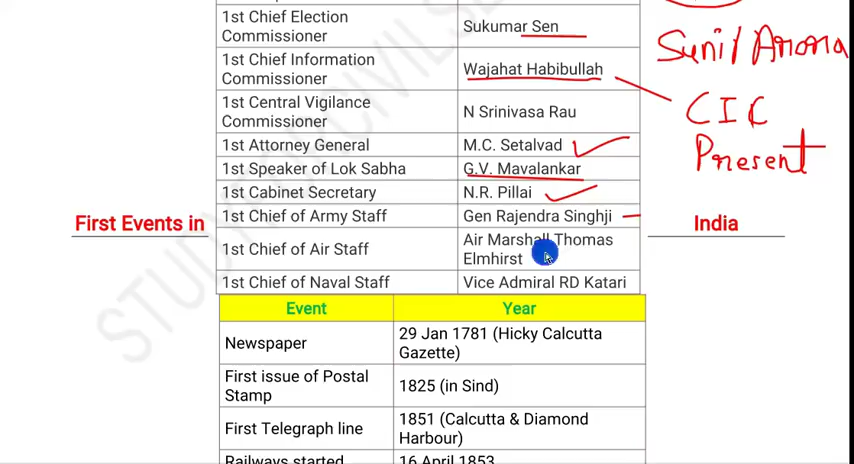 1st Chief Election
Commissioner
Sukumar Sen
1st Chief Information
Commissioner
Wajahat Habibullah
1st Central Vigilance
Commissioner
N Srinivasa Rau
1st Attorney General
M.C. Setalvad
1st Speaker of Lok Sabha
G.V. Mavalankar
1st Cabinet Secretary
N.R. Pillai
1st Chief of Army Staff
Gen Rajendra Singhji
1st Chief of Air Staff
Air Marshall Thomas
Elmhirst
1st Chief of Naval Staff
Vice Admiral RD Katari
Sunil Arora
CIC
Present
First Events in
India
Event
Year
Newspaper
29 Jan 1781 (Hicky Calcutta
Gazette)
First issue of Postal
Stamp
1825 (in Sind)
First Telegraph line
1851 (Calcutta & Diamond
Harbour)
Railways started
16 April 1853